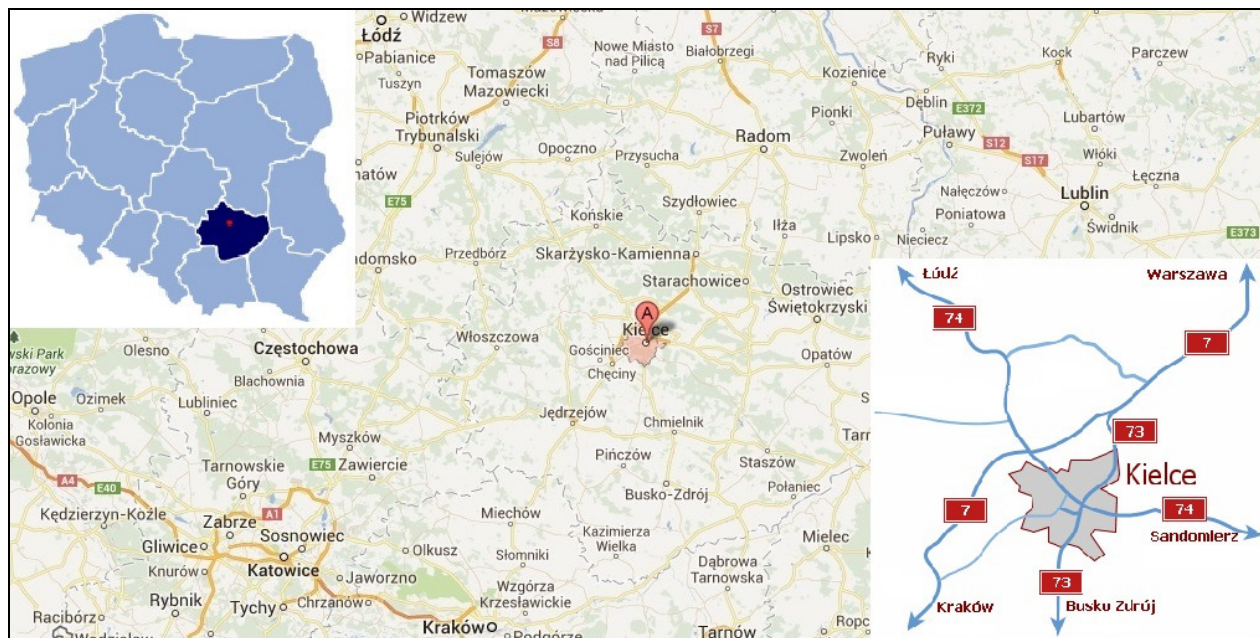 Widzew
Łódź
Pabianice
Tuszyn
Tomaszów
Mazowiecki
Piotrków
Trybunalski
Sulejów
Opoczno
S8
Nowe Miasto
nad Pilicą
S7
Białobrzegi
Kozienice
Pionki
Radom
Przysucha
Zwoleń
Ryki
Dęblin
E372
Puławy
Kock
Parczew
E373
Lubartów
S12
S17
Włóki
Łęczna
Nałęczów
Lublin
Poniatowa
Świdnik
Nieciecz
E373
E75
Szydłowiec
Końskie
Iłża
Lipsko
Przedbórz
Skarżysko-Kamienna
Starachowice
Ostrowiec
Świętokrzyski
A
Kielce
Włoszczowa
Gościniec
Chęciny
Opatów
Olesno
Częstochowa
Blachownia
Opole
Ozimek
Lubliniec
Kolonia
Gosławicka
Jędrzejów
Chmielnik
Myszków
E75
Zawiercie
Pińczów
Staszów
Połaniec
Busko-Zdrój
A4
E40
Tarnowskie
Góry
A1
Kędzierzyn-Koźle
Zabrze
Sosnowiec
Gliwice
Katowice
Knurów
Jaworzno
Rybnik
Tychy
Chrzanów
Racibórz
Olkusz
Miechów
Słomniki
Kazimierza
Wielka
Mielec
Dąbrowa
Tarnowska
Wzgórza
Krzesławickie
Kraków
Podgórze
Tarnów
Łódź
Warszawa
74
7
73
Kielce
7
74
Sandomierz
73
Kraków
Busko Zdrój